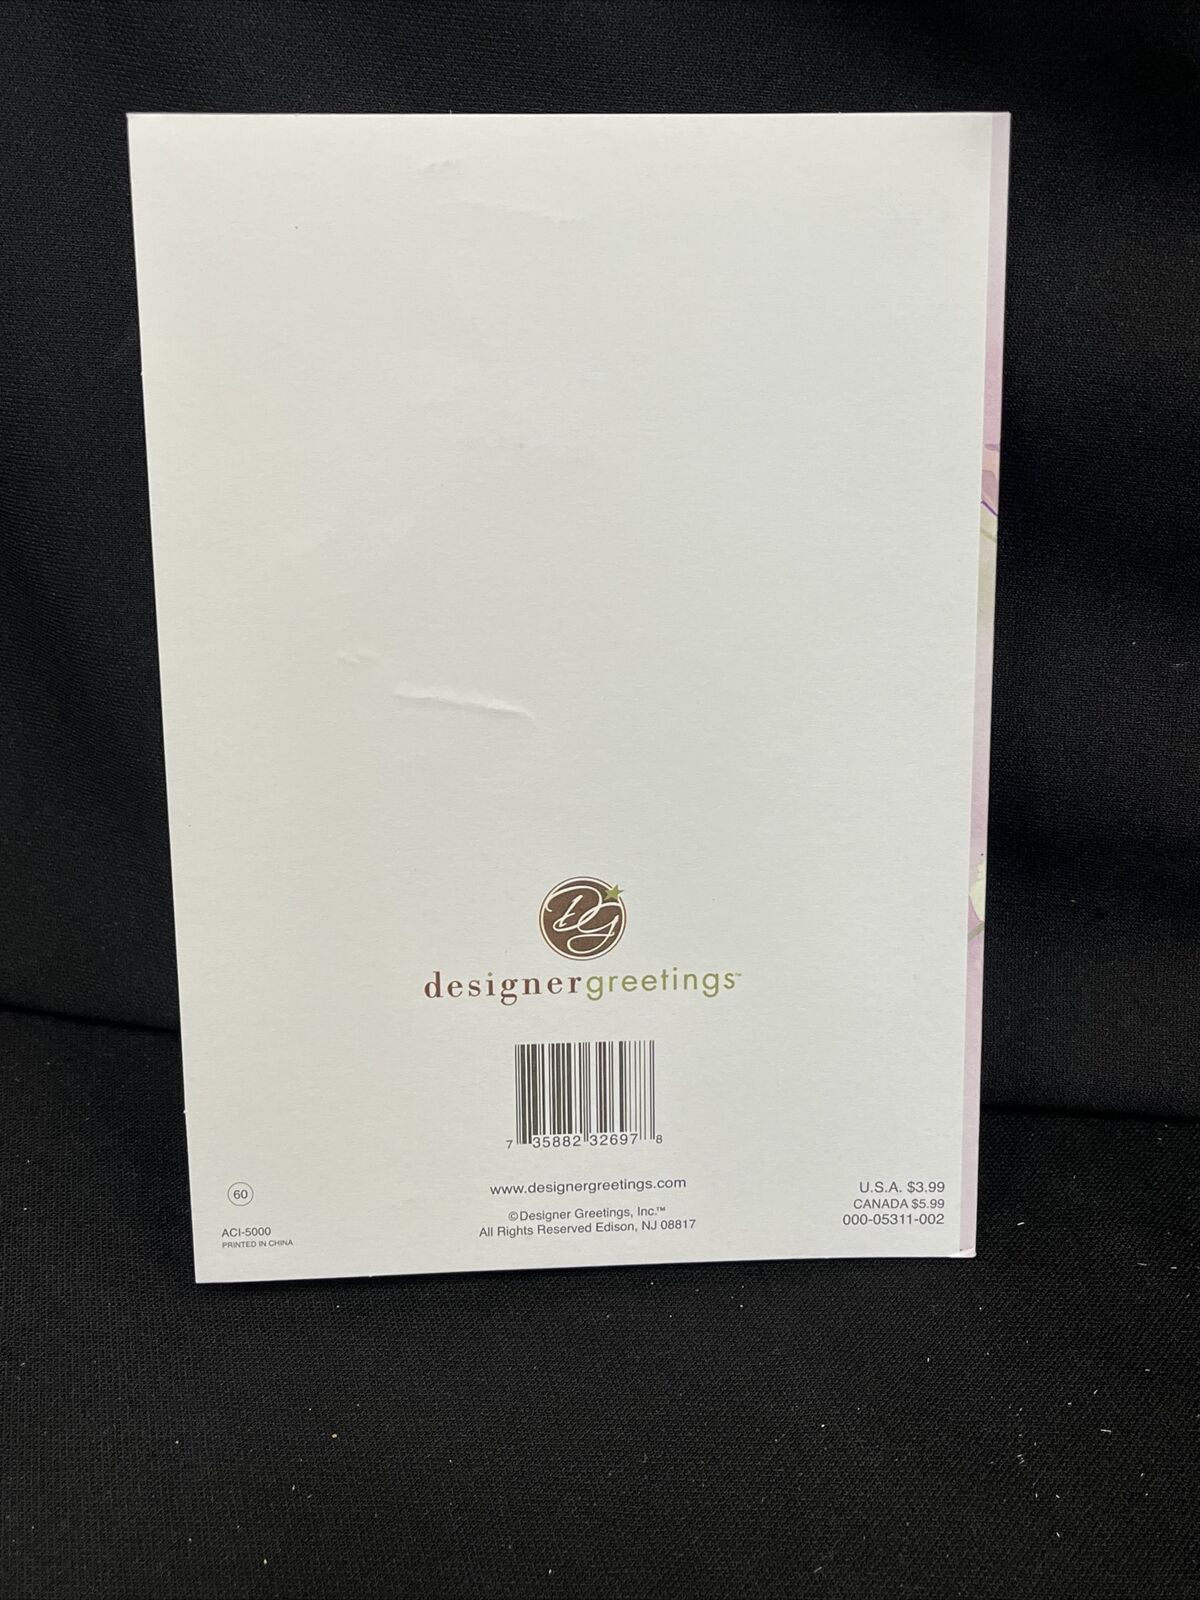 DG
designergreetings™
7 35882 32697 8
60
ACI-5000
PRINTED IN CHINA
www.designergreetings.com
©Designer Greetings, Inc.™
All Rights Reserved Edison, NJ 08817
U.S.A. $3.99
CANADA $5.99
000-05311-002